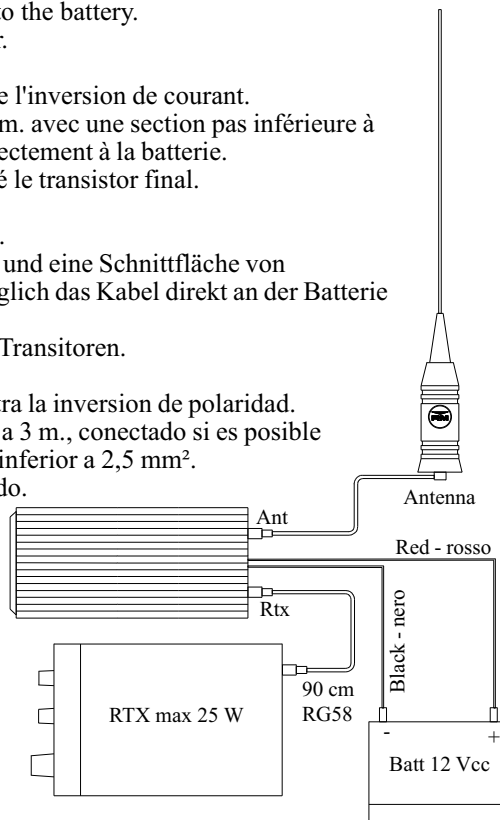 to the battery.
r.
e l'inversion de courant.
m. avec une section pas inférieure à
ectement à la batterie.
é le transistor final.
.
und eine Schnittfläche von
glich das Kabel direkt an der Batterie
Transitoren.
tra la inversion de polaridad.
a 3 m., conectado si es posible
inferior a 2,5 mm².
do.
Antenna
Ant
Red - rosso
Black - nero
Rtx
90 cm
RG58
RTX max 25 W
- +
Batt 12 Vcc